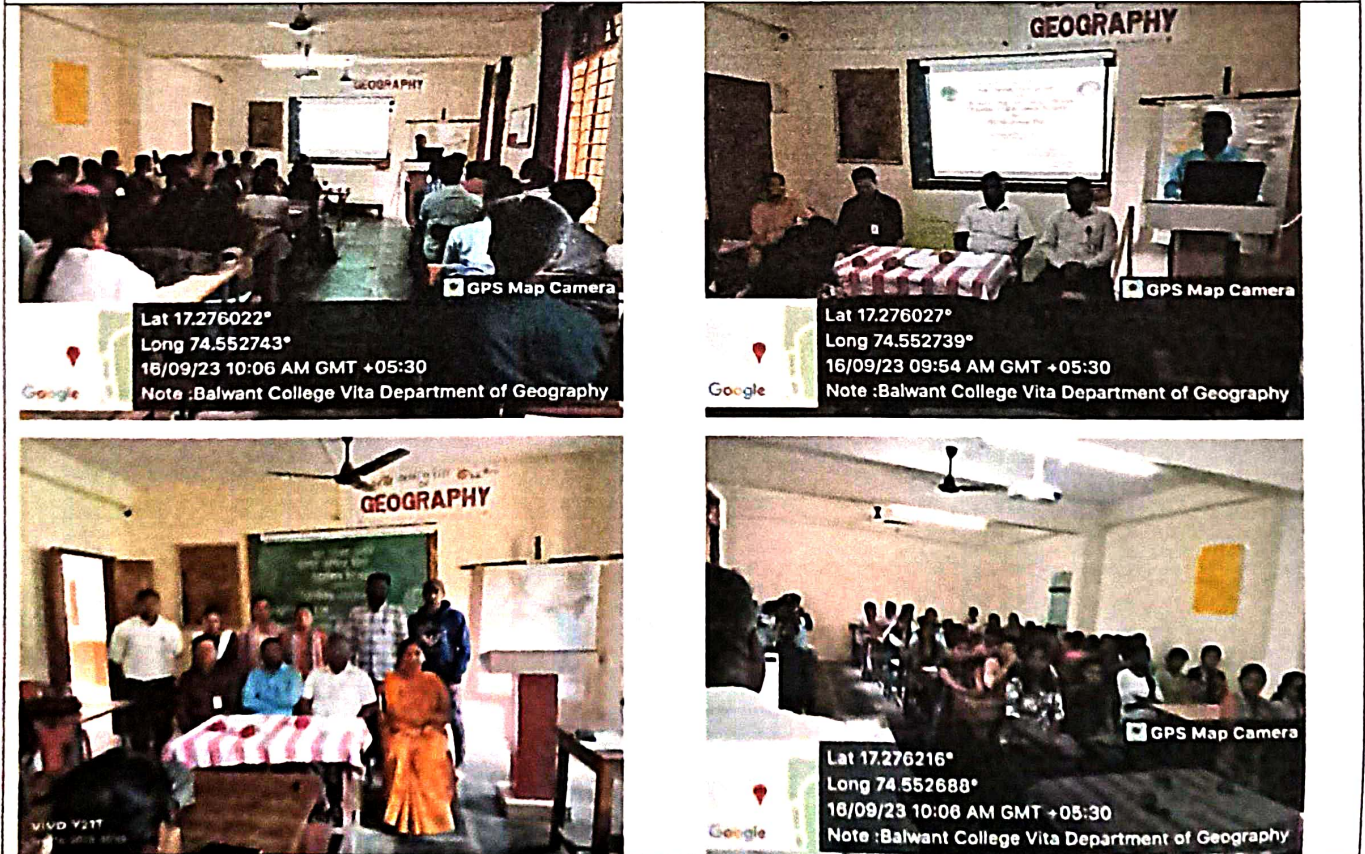 GEOGRAPHY
GPS Map Camera
Lat 17.276022°
Long 74.552743°
16/09/23 10:06 AM GMT +05:30
Note :Balwant College Vita Department of Geography
Google
GEOGRAPHY
GPS Map Camera
Lat 17.276027°
Long 74.552739°
16/09/23 09:54 AM GMT +05:30
Note :Balwant College Vita Department of Geography
Google
GEOGRAPHY
VIVO Y21T
GPS Map Camera
Lat 17.276216°
Long 74.552688°
16/09/23 10:06 AM GMT +05:30
Note :Balwant College Vita Department of Geography
Google